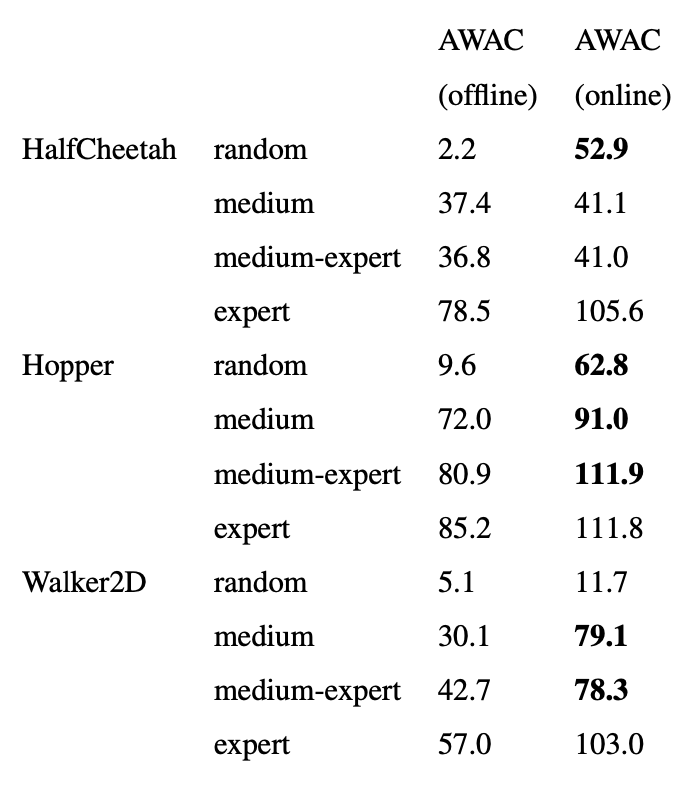 AWAC AWAC
(offline) (online)
HalfCheetah random 2.2 52.9
medium 37.4 41.1
medium-expert 36.8 41.0
expert 78.5 105.6
Hopper random 9.6 62.8
medium 72.0 91.0
medium-expert 80.9 111.9
expert 85.2 111.8
Walker2D random 5.1 11.7
medium 30.1 79.1
medium-expert 42.7 78.3
expert 57.0 103.0